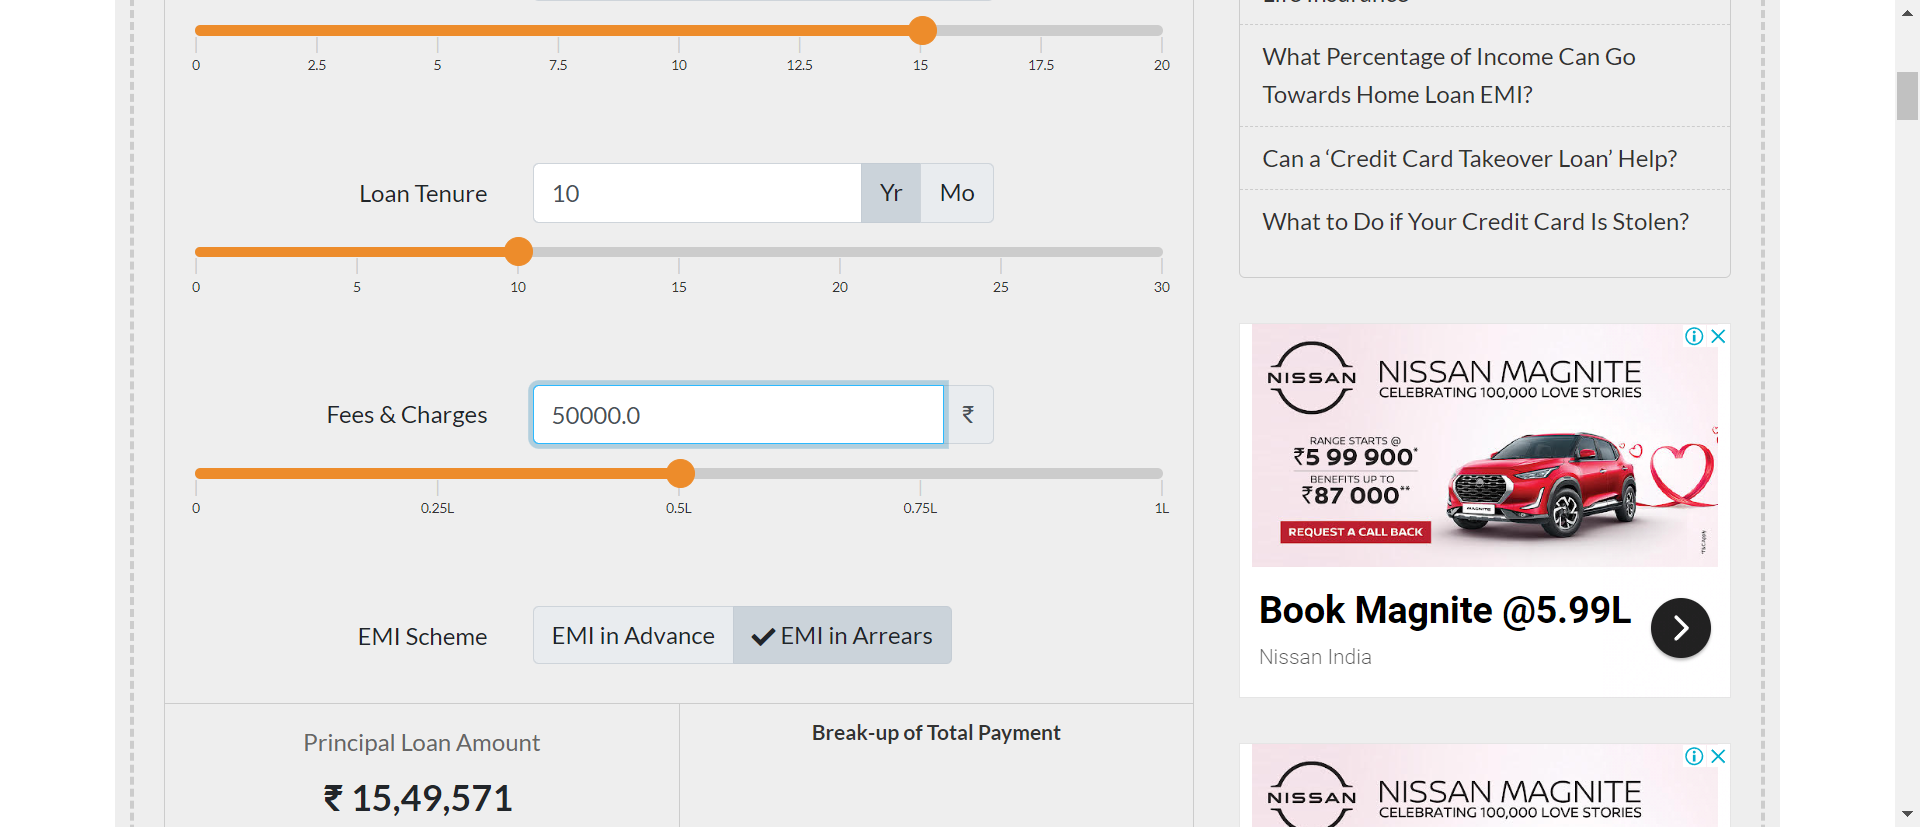 0 2.5 5 7.5 10 12.5 15 17.5 20
Loan Tenure 10 Yr Mo
0 5 10 15 20 25 30
Fees & Charges 50000.0 ₹
0 0.25L 0.5L 0.75L 1L
EMI Scheme EMI in Advance EMI in Arrears
Principal Loan Amount
₹ 15,49,571
Break-up of Total Payment
Life Insurance
What Percentage of Income Can Go
Towards Home Loan EMI?
Can a ‘Credit Card Takeover Loan’ Help?
What to Do if Your Credit Card Is Stolen?
NISSAN
NISSAN MAGNITE
CELEBRATING 100,000 LOVE STORIES
RANGE STARTS @
₹5 99 900*
BENEFITS UP TO
₹87 000**
REQUEST A CALL BACK
MAGNITE
Book Magnite @5.99L
Nissan India
NISSAN
NISSAN MAGNITE
CELEBRATING 100,000 LOVE STORIES